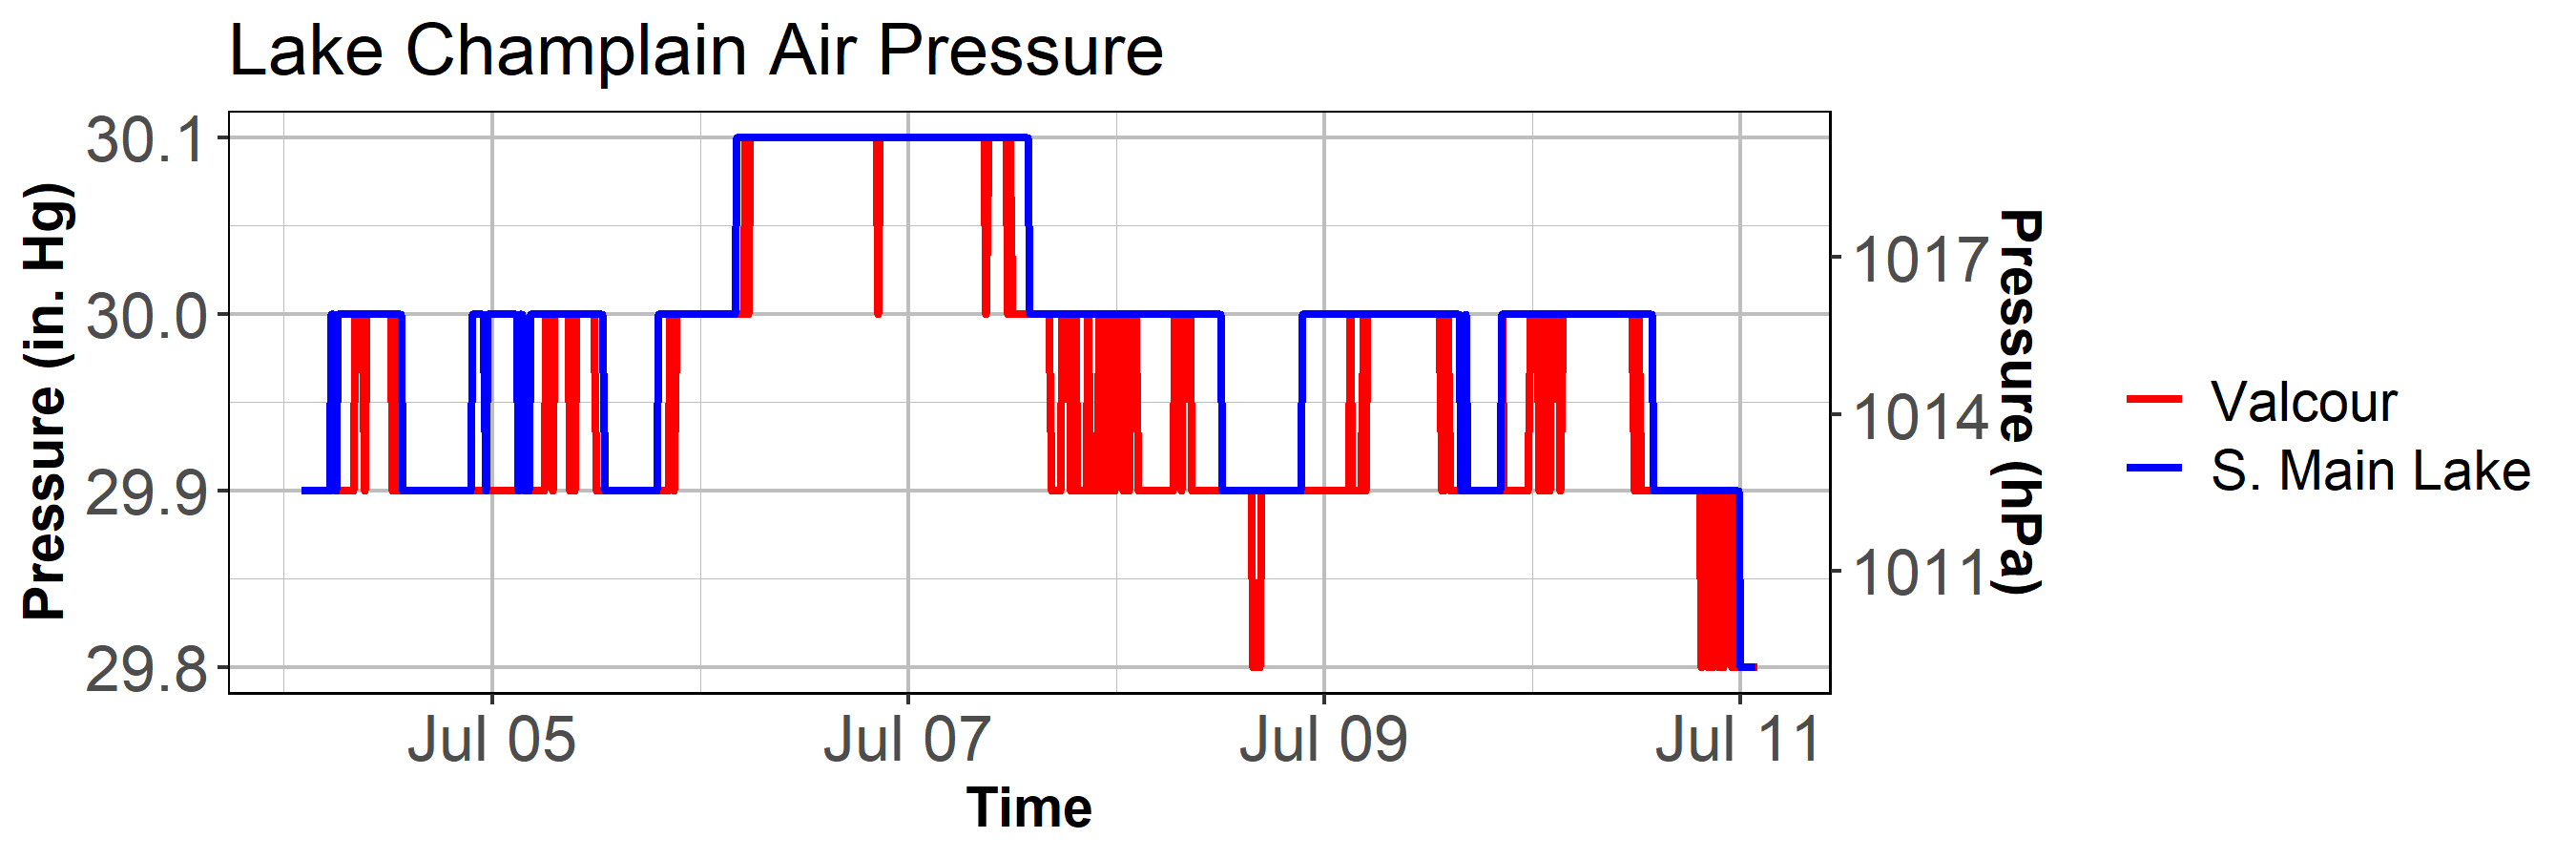 Lake Champlain Air Pressure
30.1
30.0
29.9
29.8
Pressure (in. Hg)
1017
1014
1011
Pressure (hPa)
Jul 05
Jul 07
Jul 09
Jul 11
Time
Valcour
S. Main Lake